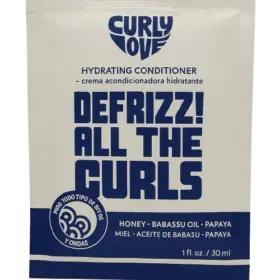 CURLY
LOVE
HYDRATING CONDITIONER
- crema acondicionadora hidratante
DEFRIZZ!
ALL THE
CURLS
PARA TODO TIPO DE RIZOS
Y ONDAS
HONEY • BABASSU OIL • PAPAYA
MIEL • ACEITE DE BABASU • PAPAYA
1 fl. oz. / 30 ml